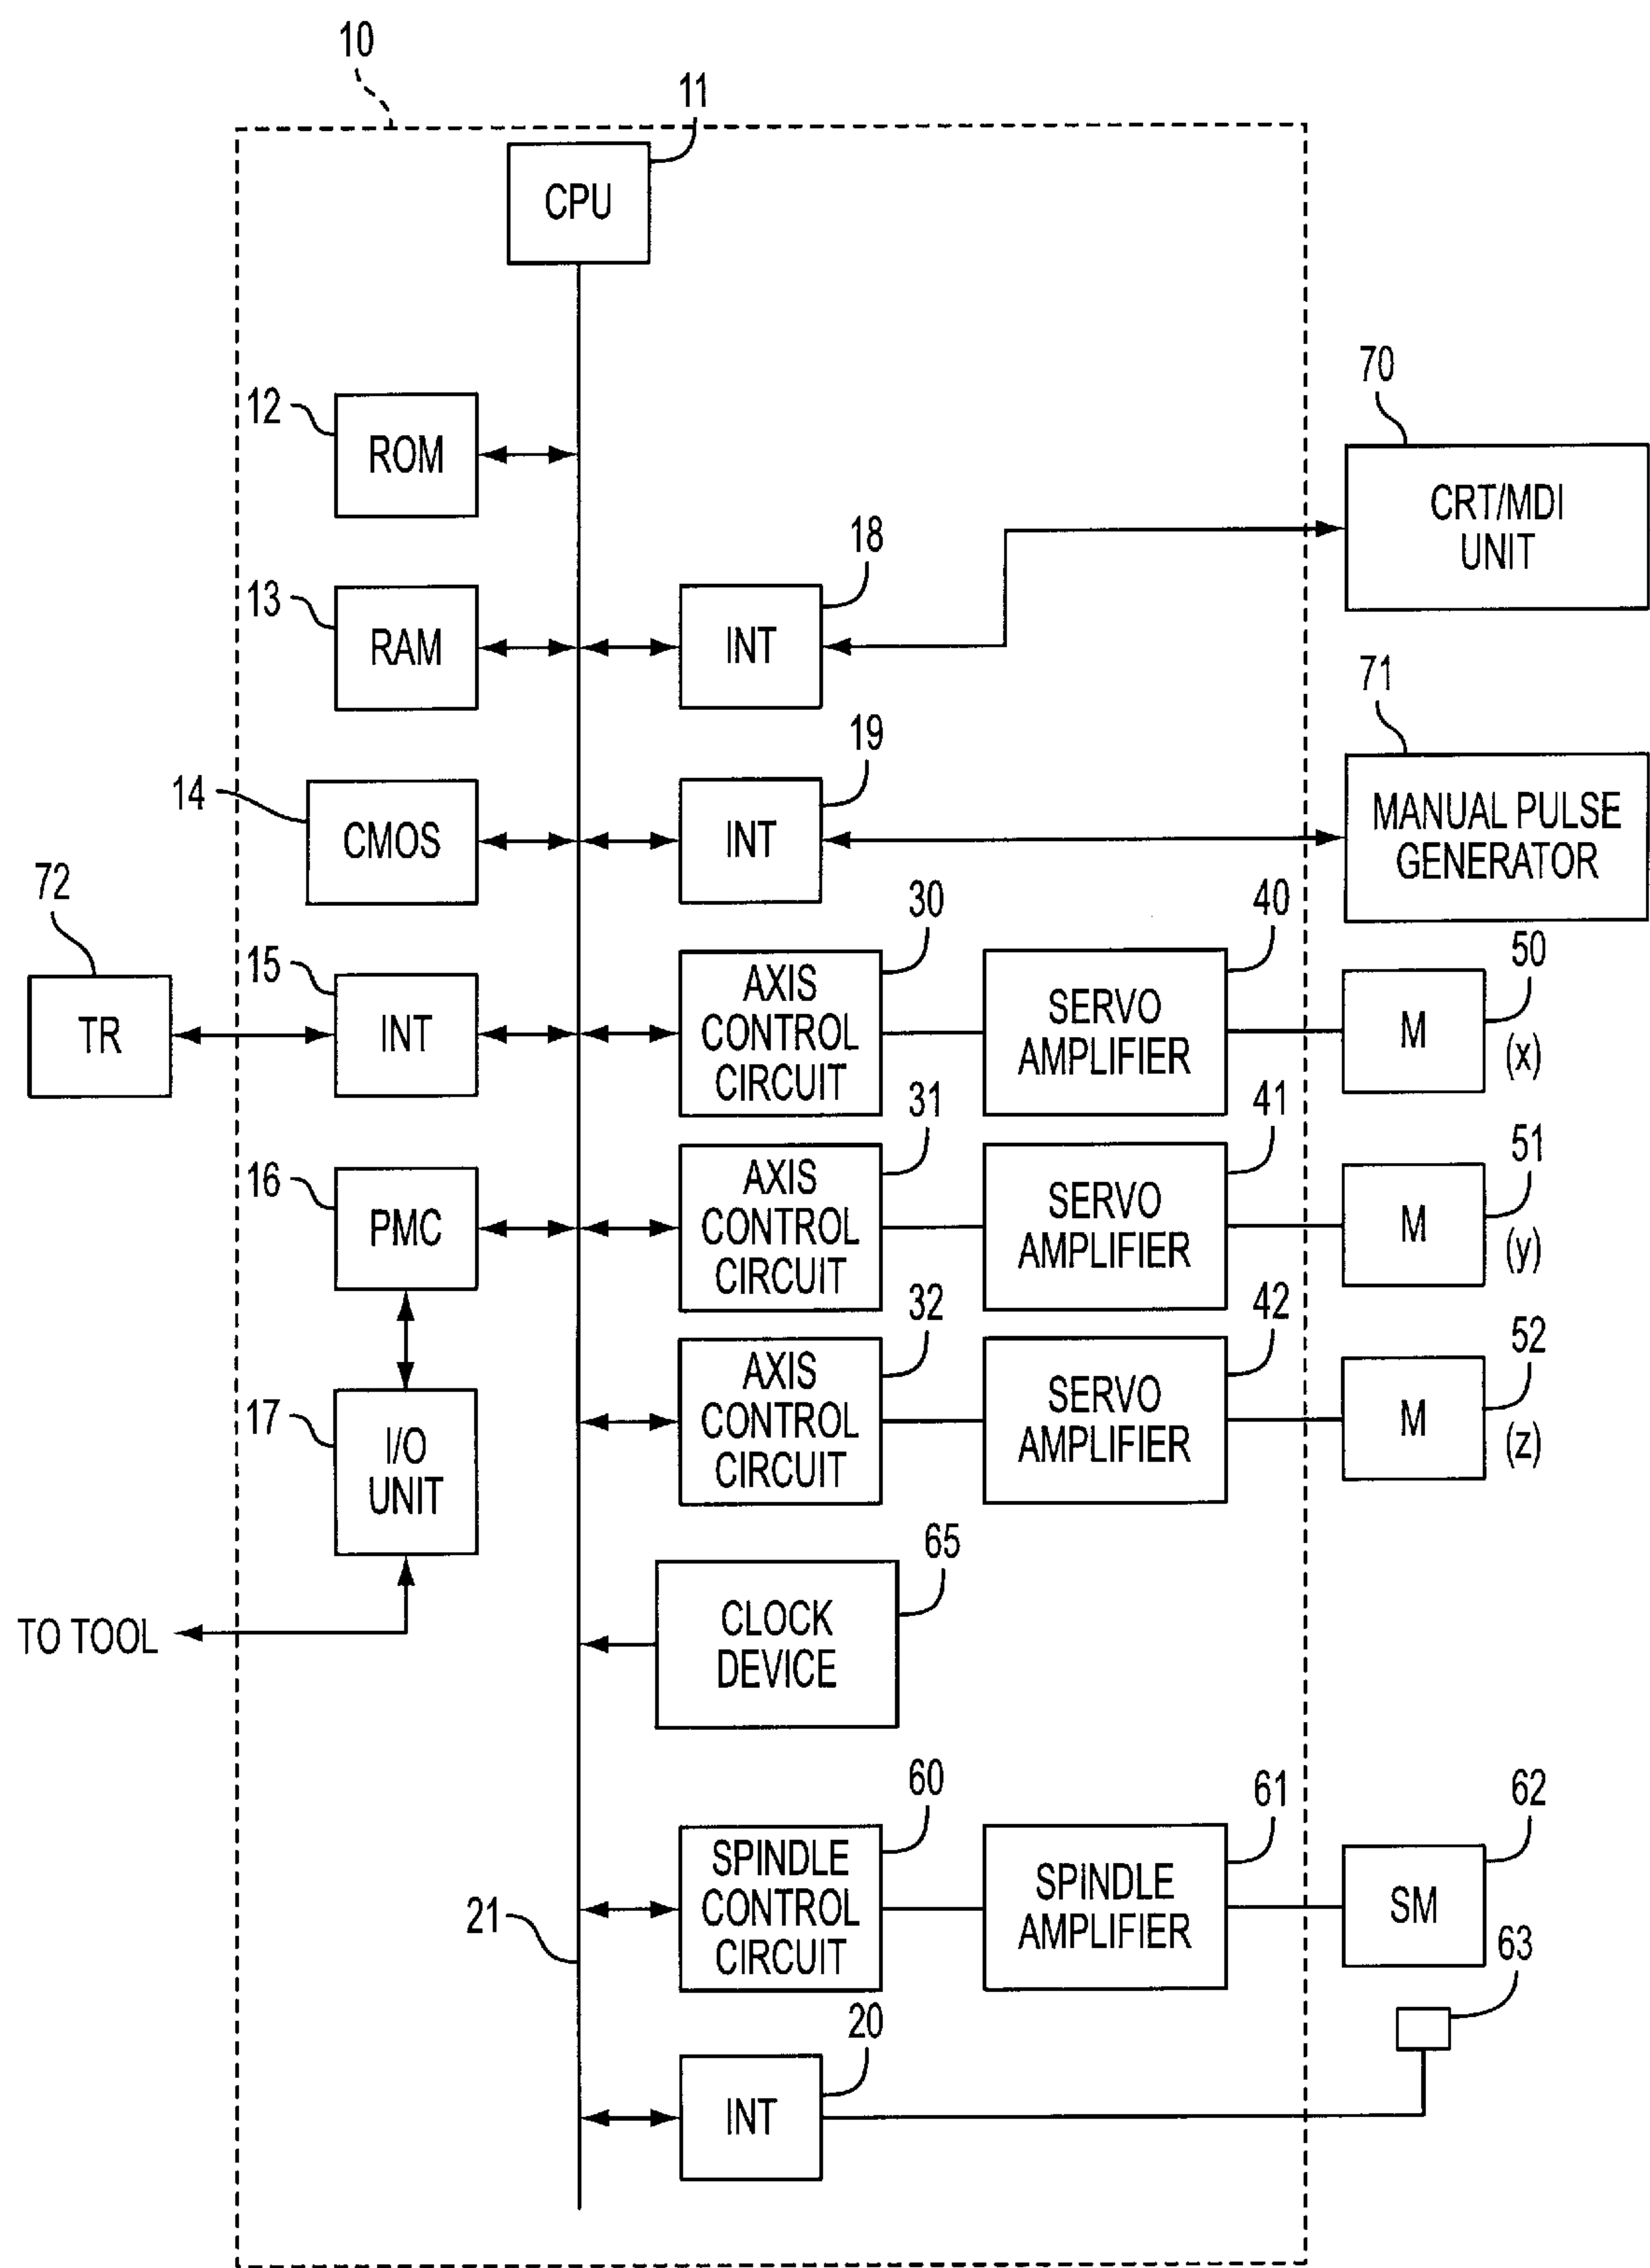 10
11
CPU
12
ROM
70
CRT/MDI
UNIT
18
13
RAM
INT
71
19
14
CMOS
INT
MANUAL PULSE
GENERATOR
72
TR
15
INT
30
AXIS
CONTROL
CIRCUIT
40
SERVO
AMPLIFIER
50
M
(x)
16
PMC
31
AXIS
CONTROL
CIRCUIT
41
SERVO
AMPLIFIER
51
M
(y)
17
I/O
UNIT
32
AXIS
CONTROL
CIRCUIT
42
SERVO
AMPLIFIER
52
M
(z)
TO TOOL
65
CLOCK
DEVICE
21
60
SPINDLE
CONTROL
CIRCUIT
61
SPINDLE
AMPLIFIER
62
SM
63
20
INT